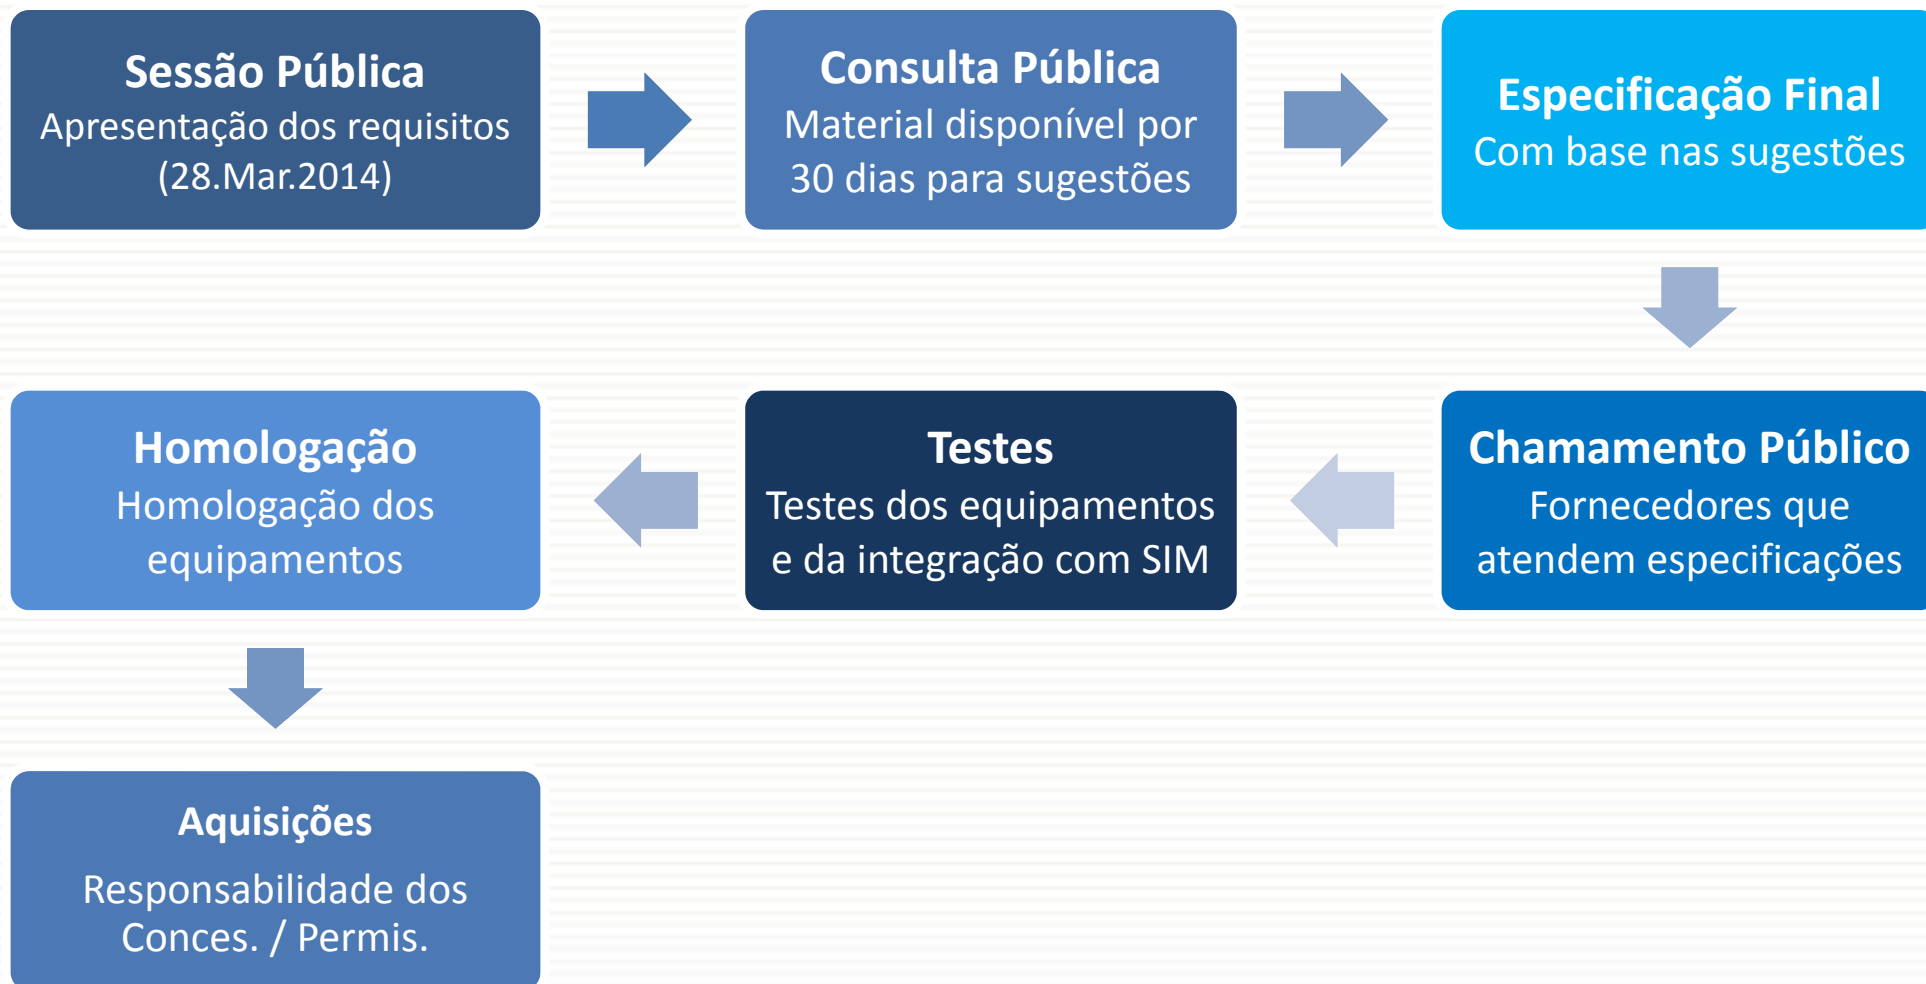 Sessão Pública
Apresentação dos requisitos
(28.Mar.2014)
Consulta Pública
Material disponível por
30 dias para sugestões
Especificação Final
Com base nas sugestões
Chamamento Público
Fornecedores que
atendem especificações
Testes
Testes dos equipamentos
e da integração com SIM
Homologação
Homologação dos
equipamentos
Aquisições
Responsabilidade dos
Conces. / Permis.